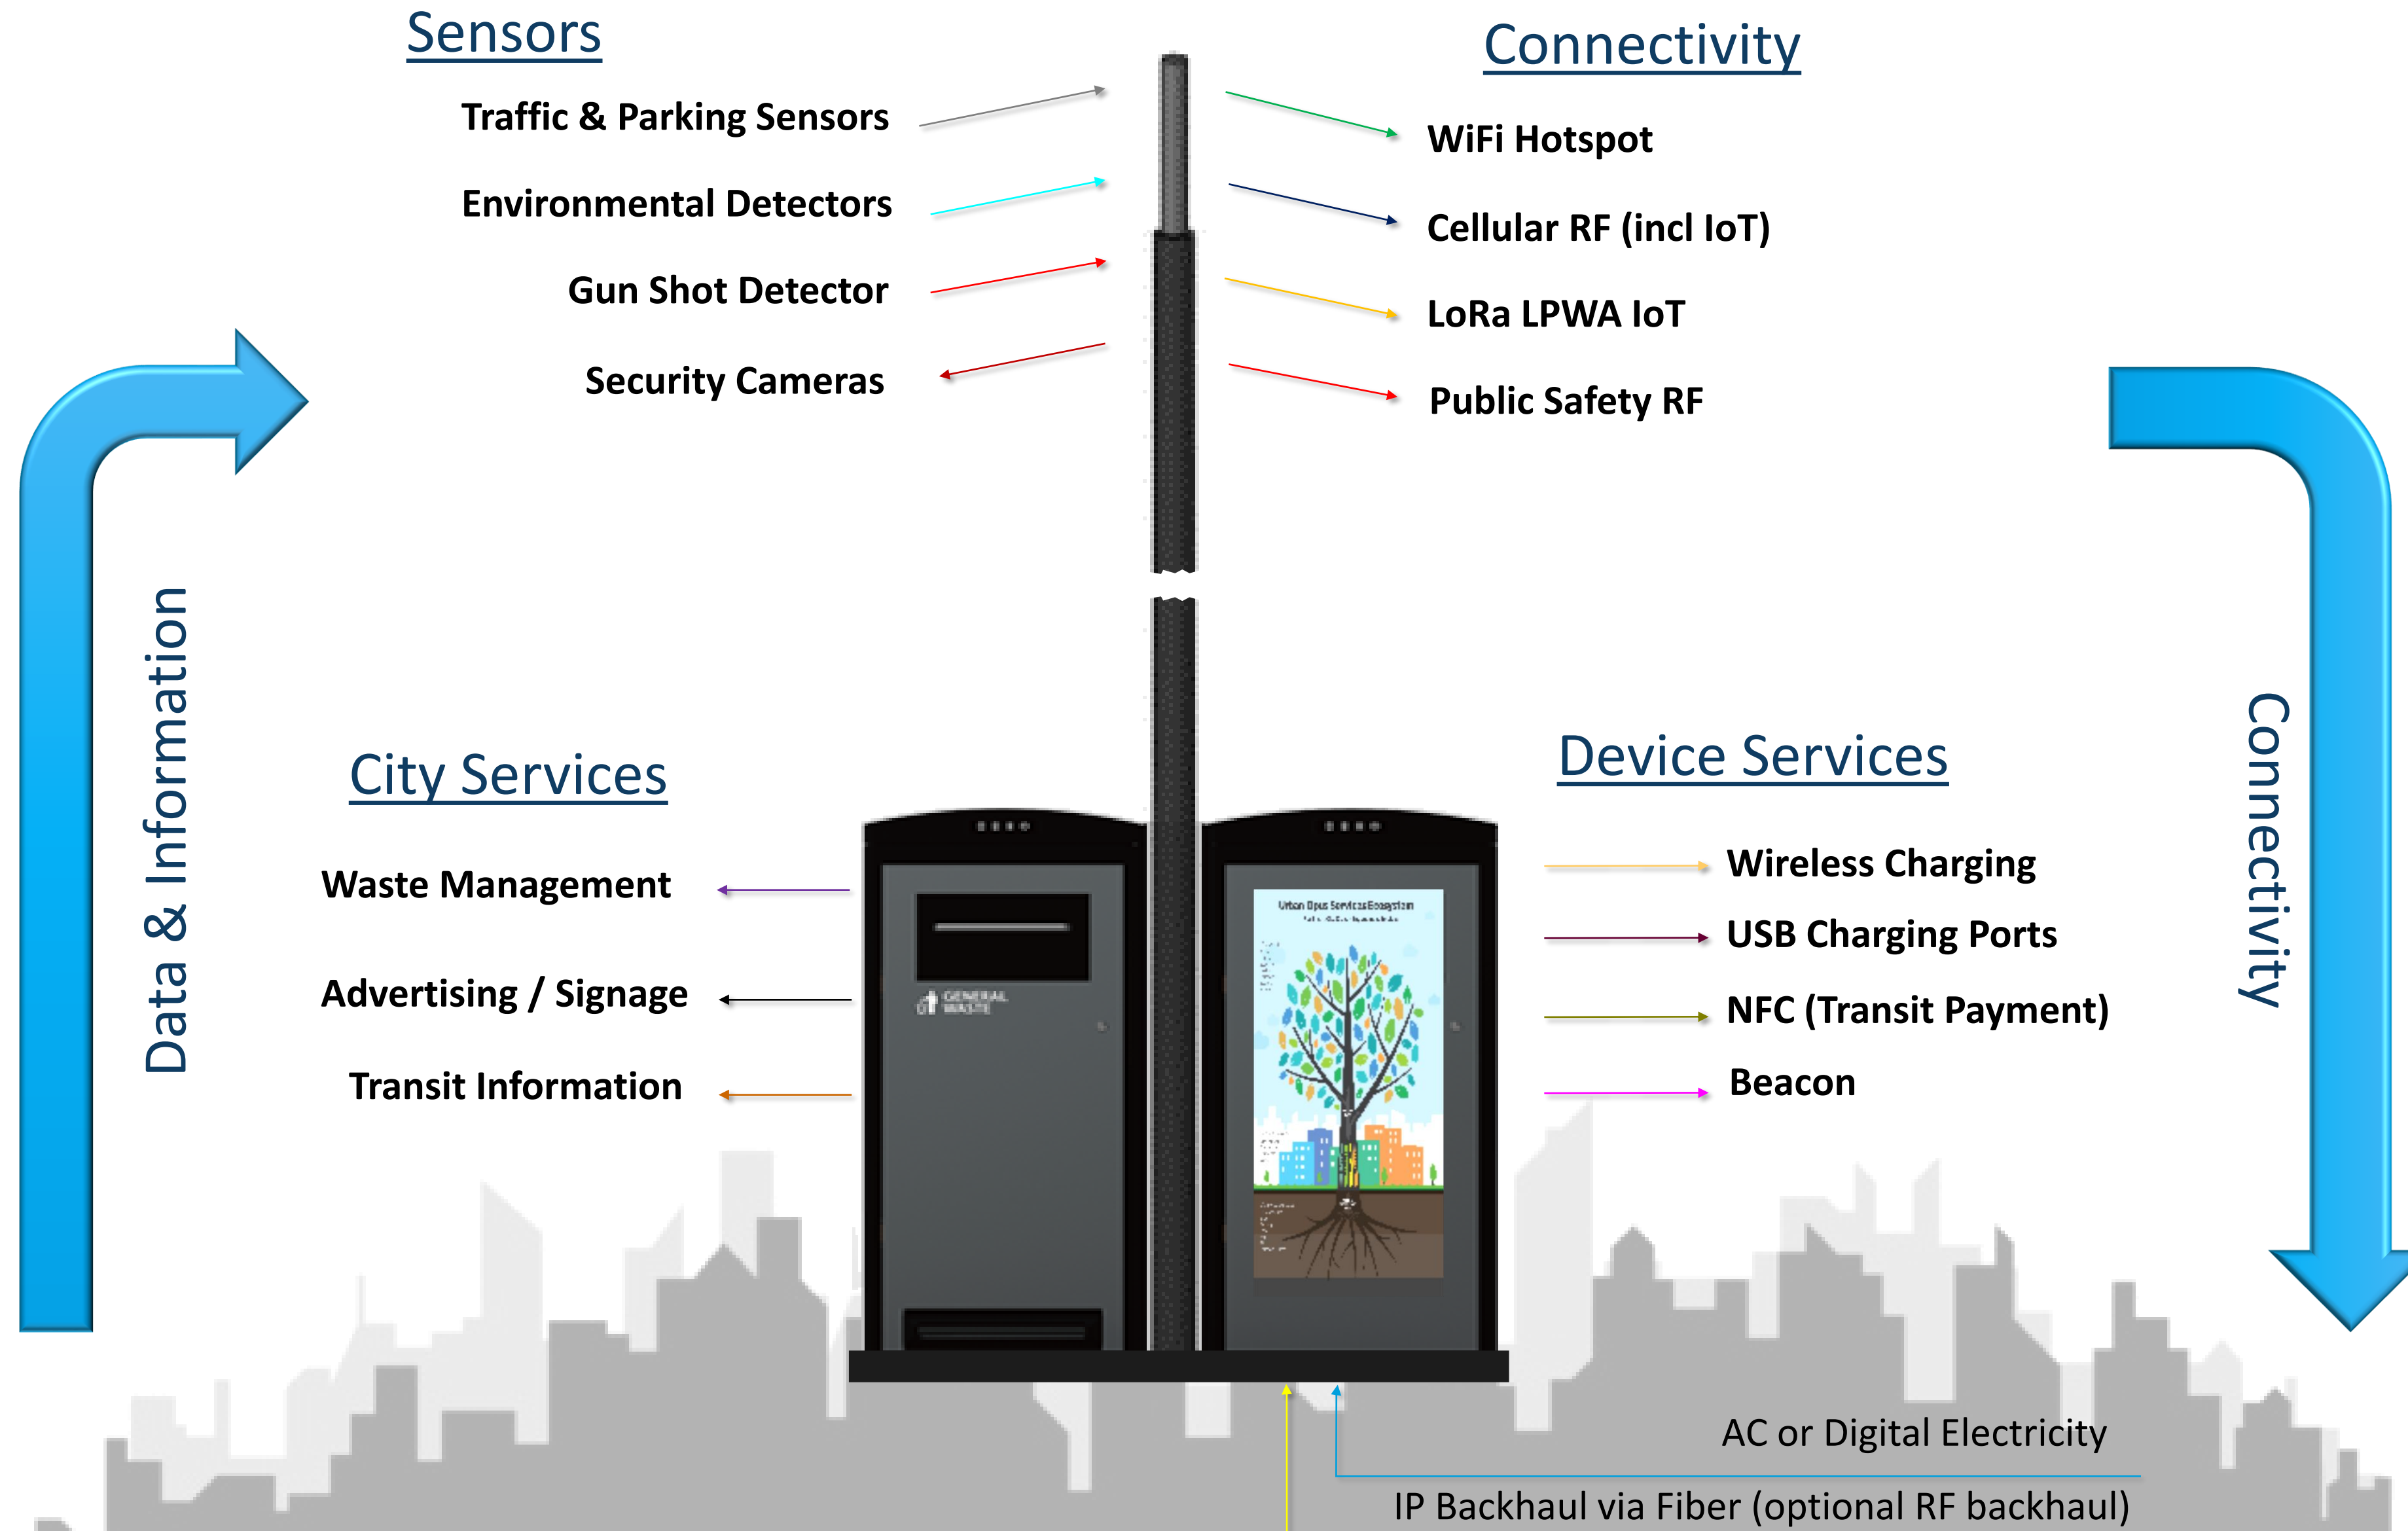 Sensors
Traffic & Parking Sensors
Environmental Detectors
Gun Shot Detector
Security Cameras
Connectivity
WiFi Hotspot
Cellular RF (incl IoT)
LoRa LPWA IoT
Public Safety RF
Data & Information
City Services
Waste Management
Advertising / Signage
Transit Information
GENERAL
WASTE
Urban Opus Services Ecosystem
Device Services
Wireless Charging
USB Charging Ports
NFC (Transit Payment)
Beacon
Connectivity
AC or Digital Electricity
IP Backhaul via Fiber (optional RF backhaul)